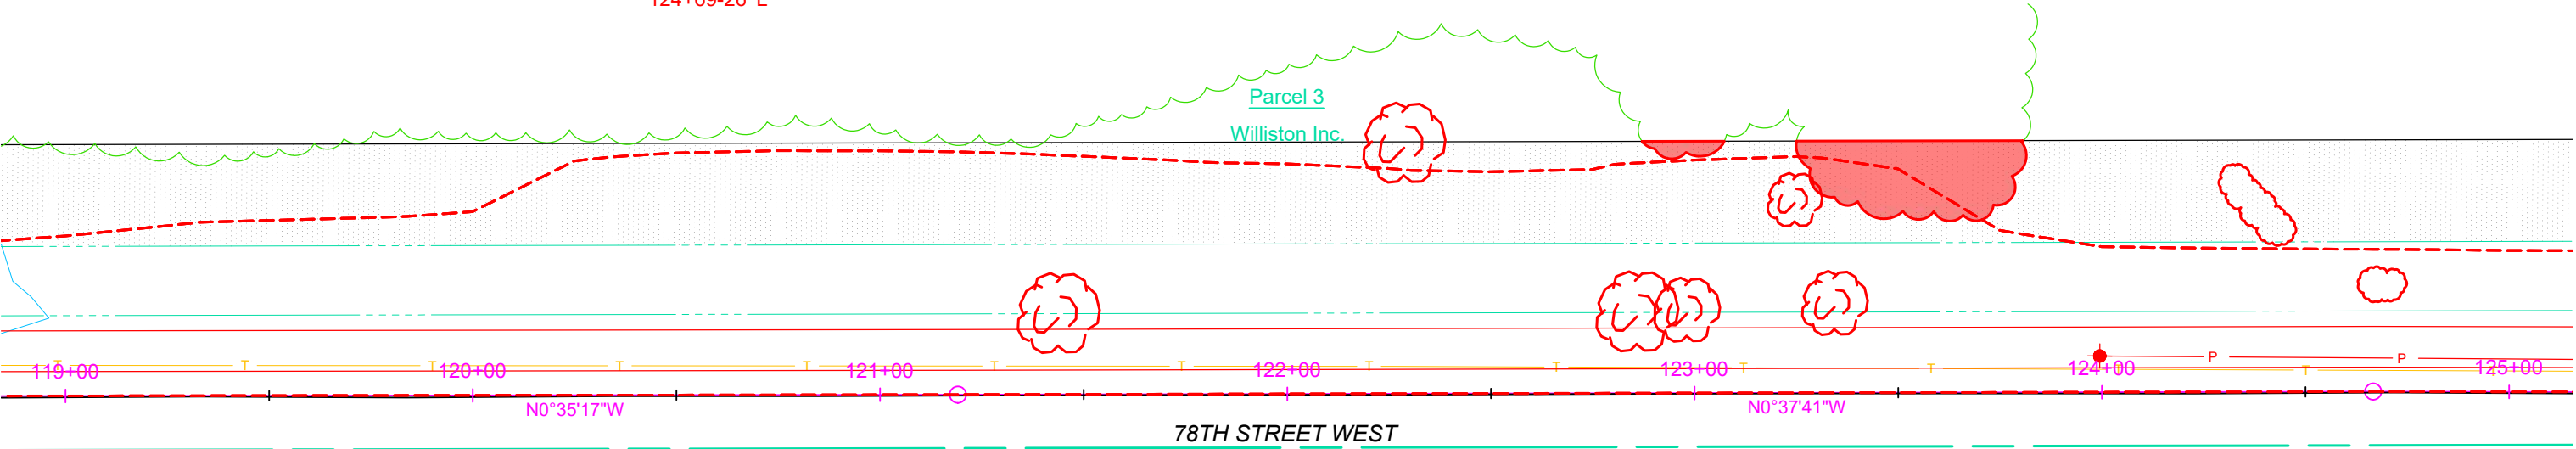 Parcel 3
Williston Inc.
T T T T T T T T T T T T T
P P
119+00 120+00 121+00 122+00 123+00 124+00 125+00
N0°35'17"W N0°37'41"W
78TH STREET WEST